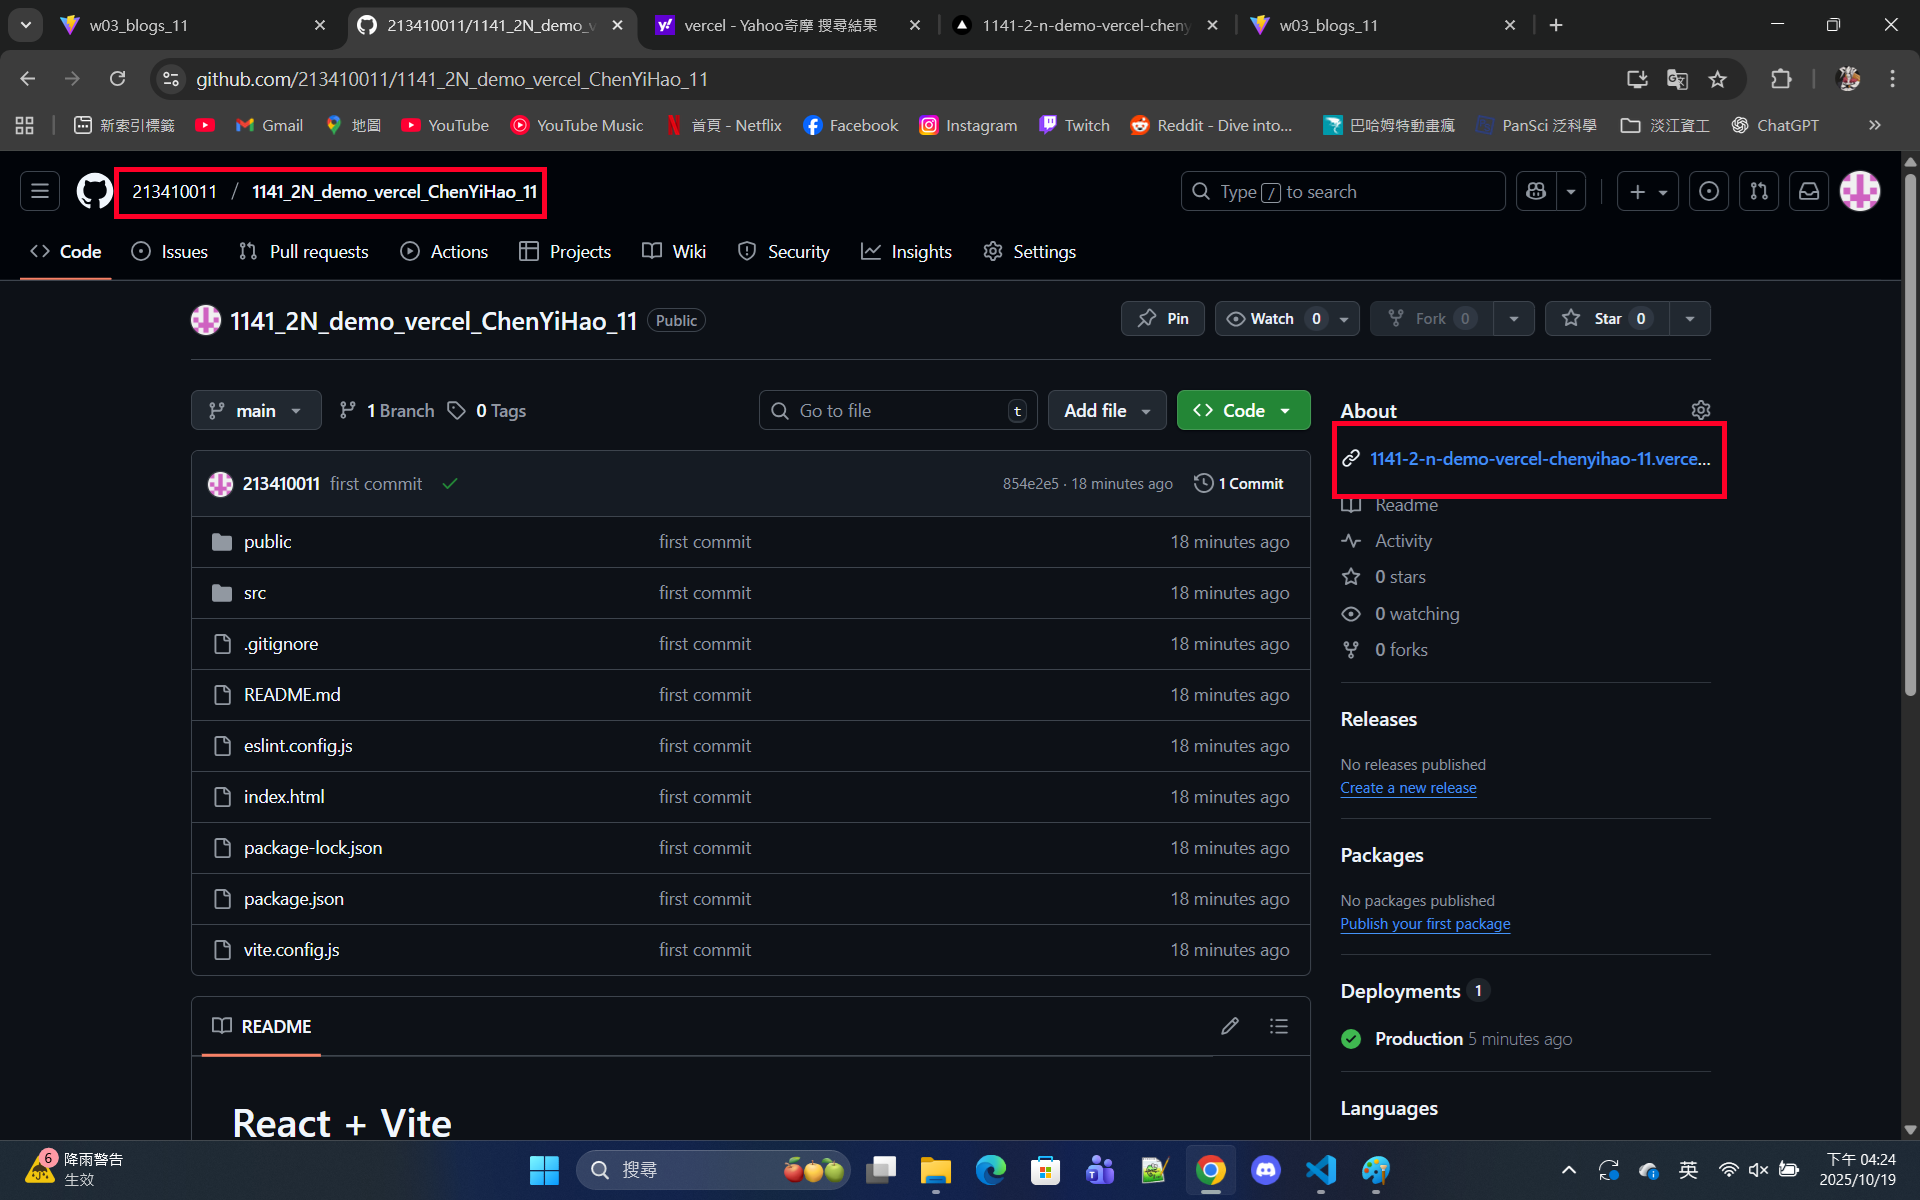 w03_blogs_11
213410011/1141_2N_demo_v
vercel - Yahoo奇摩 搜尋結果
1141-2-n-demo-vercel-cheny
w03_blogs_11
github.com/213410011/1141_2N_demo_vercel_ChenYiHao_11
新索引標籤
Gmail
地圖
YouTube
YouTube Music
首頁 - Netflix
Facebook
Instagram
Twitch
Reddit - Dive into...
巴哈姆特動畫瘋
PanSci 泛科學
淡江資工
ChatGPT
213410011 / 1141_2N_demo_vercel_ChenYiHao_11
Type / to search
Code
Issues
Pull requests
Actions
Projects
Wiki
Security
Insights
Settings
1141_2N_demo_vercel_ChenYiHao_11 Public
Pin
Watch 0
Fork 0
Star 0
main
1 Branch
0 Tags
Go to file t
Add file
Code
213410011 first commit
854e2e5 · 18 minutes ago
1 Commit
public first commit 18 minutes ago
src first commit 18 minutes ago
.gitignore first commit 18 minutes ago
README.md first commit 18 minutes ago
eslint.config.js first commit 18 minutes ago
index.html first commit 18 minutes ago
package-lock.json first commit 18 minutes ago
package.json first commit 18 minutes ago
vite.config.js first commit 18 minutes ago
README
React + Vite
About
1141-2-n-demo-vercel-chenyihao-11.verce...
Readme
Activity
0 stars
0 watching
0 forks
Releases
No releases published
Create a new release
Packages
No packages published
Publish your first package
Deployments 1
Production 5 minutes ago
Languages
6
降雨警告
生效
搜尋
英
下午 04:24
2025/10/19